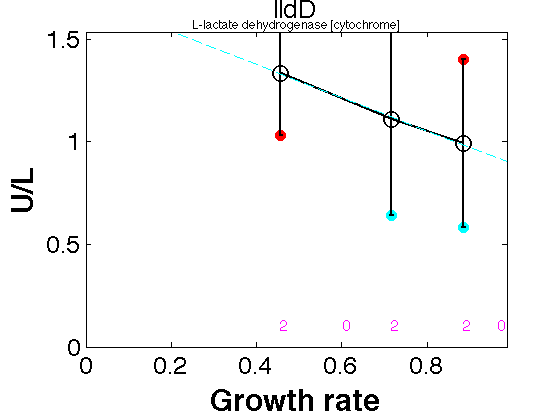 lldD
L-lactate dehydrogenase [cytochrome]
1.5
1
0.5
0
U/L
2 0 2 2 0
0 0.2 0.4 0.6 0.8
Growth rate